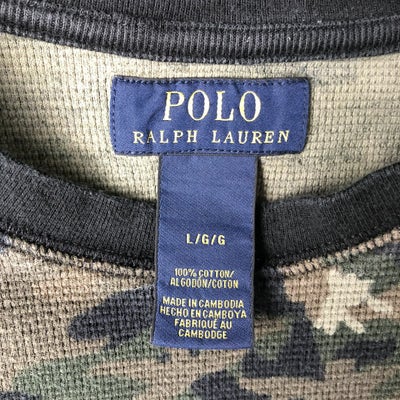 POLO
RALPH LAUREN
L/G/G
100% COTTON/
ALGODÓN/COTON
MADE IN CAMBODIA
HECHO EN CAMBOYA
FABRIQUÉ AU
CAMBODGE